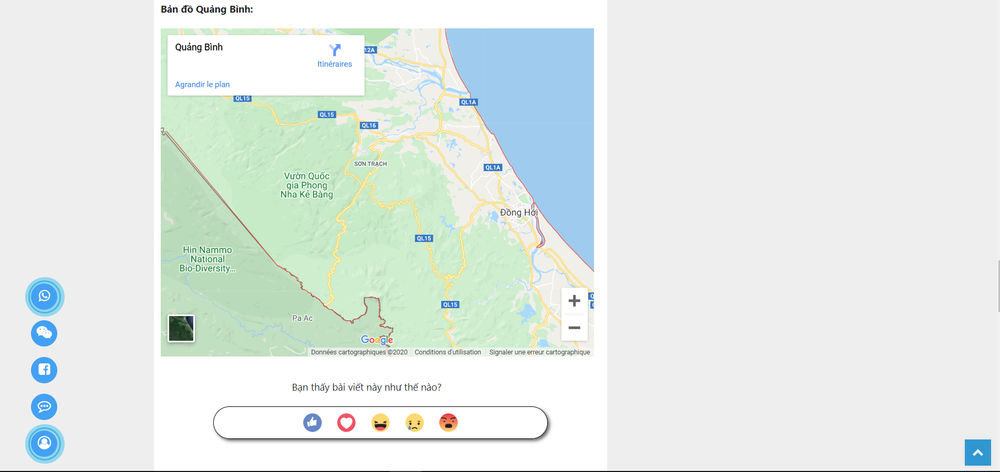 Bản đồ Quảng Bình:
Quảng Bình
Itinéraires
Agrandir le plan
12A
QL15
QL1A
QL15
QL16
SƠN TRẠCH
QL1A
Vườn Quốc
gia Phong
Nha Kẻ Bàng
Đồng Hới
QL15
Hin Nammo
National
Bio-Diversity...
QL15
Pa Ac
Google
Données cartographiques ©2020
Conditions d'utilisation
Signaler une erreur cartographique
Bạn thấy bài viết này như thế nào?